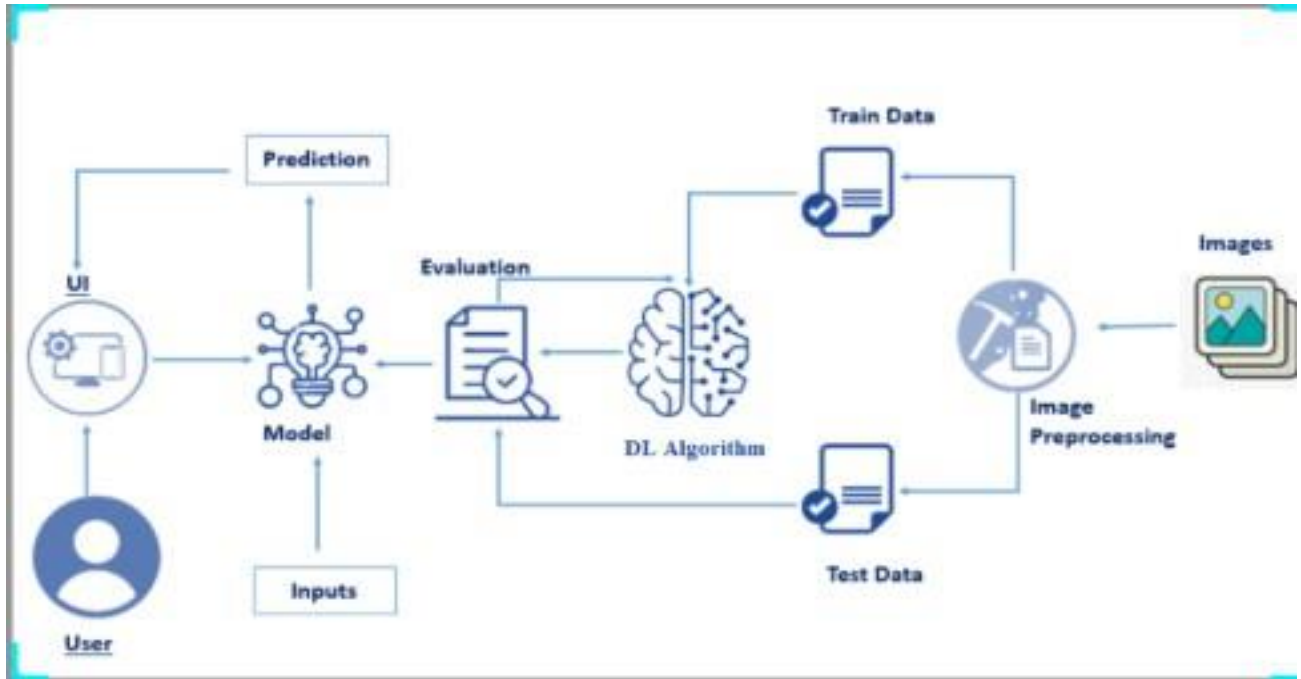 Train Data
Prediction
Images
Evaluation
UI
Image
Preprocessing
Model
DL Algorithm
Test Data
Inputs
User